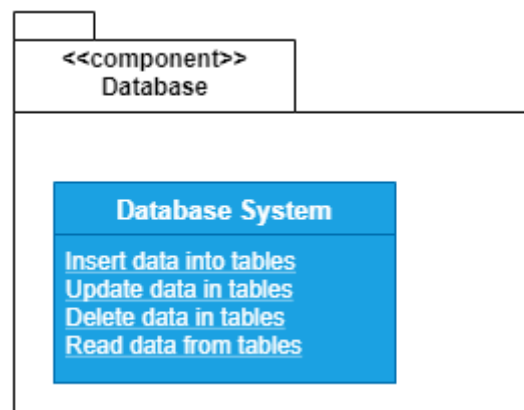 <<component>>
Database
Database System
Insert data into tables
Update data in tables
Delete data in tables
Read data from tables